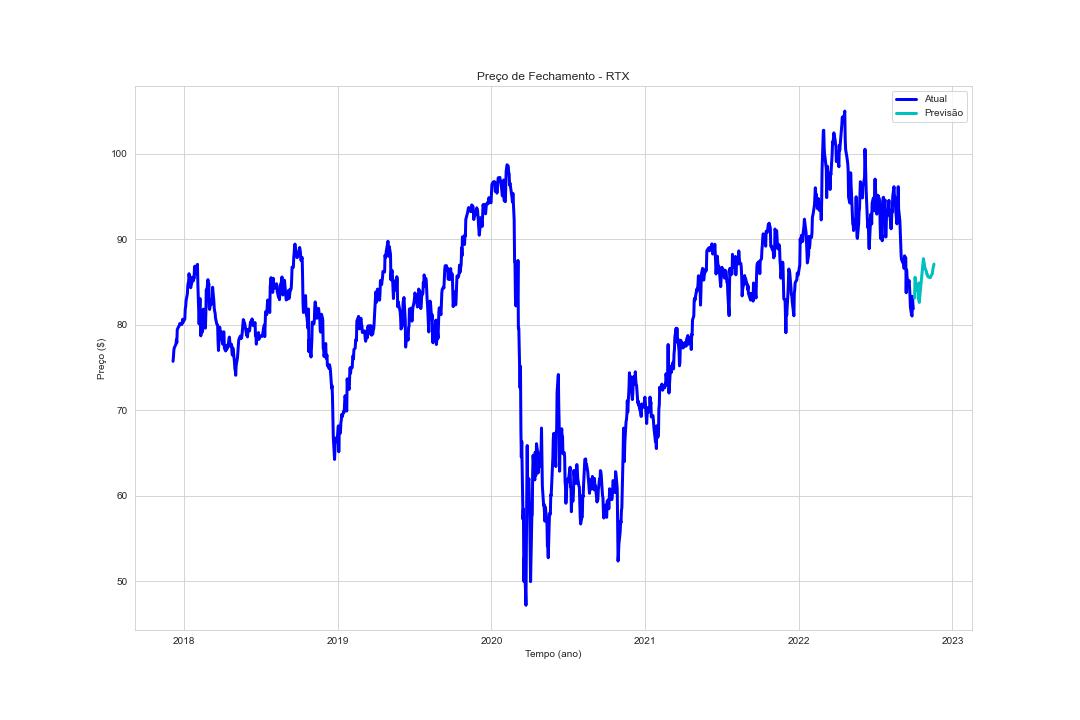 Preço de Fechamento - RTX
Atual
Previsão
100
90
80
70
60
50
Preço ($)
2018 2019 2020 2021 2022 2023
Tempo (ano)